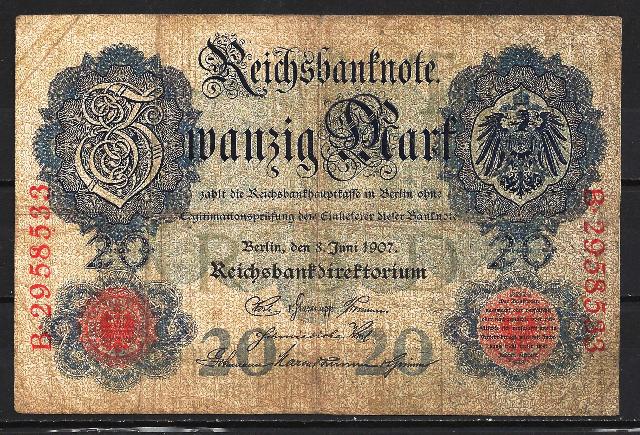 Reichsbanknote.
Zwanzig Mark
zahlt die Reichsbankhauptkasse in Berlin ohne
Legitimationsprüfung dem Einlieferer dieser Banknote
20
20
Berlin, den 8. Juni 1907.
Reichsbankdirektorium
B·2958533
B·2958533
20
20